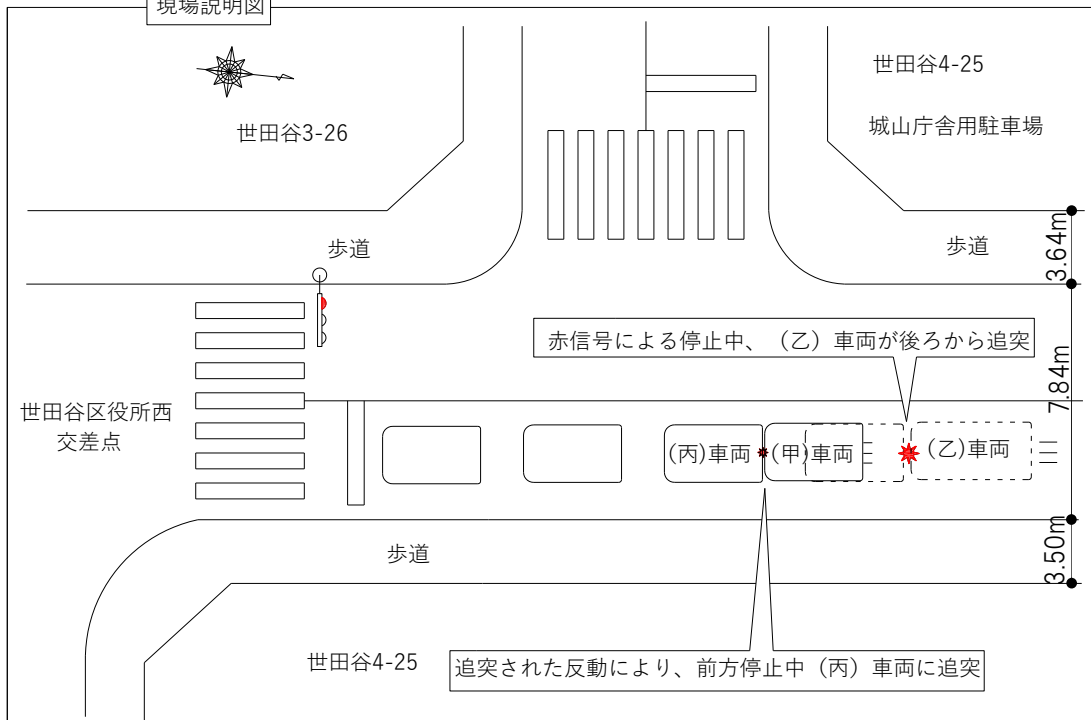 現場説明図
世田谷4-25
世田谷3-26
城山庁舎用駐車場
歩道
歩道
3.64m
赤信号による停止中、（乙）車両が後ろから追突
7.84m
世田谷区役所西
交差点
(丙)車両
(甲)車両
(乙)車両
歩道
3.50m
世田谷4-25
追突された反動により、前方停止中（丙）車両に追突